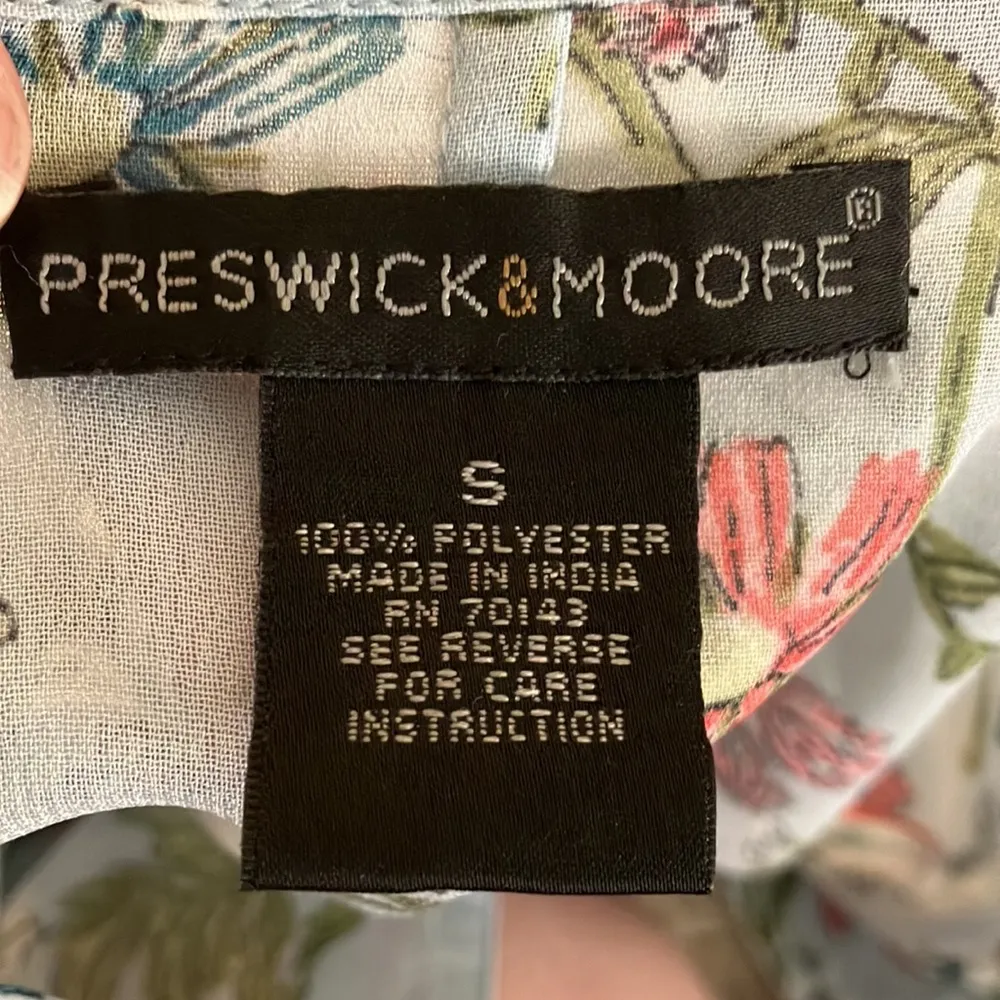 PRESWICK&MOORE®
S
100% POLYESTER
MADE IN INDIA
RN 70143
SEE REVERSE
FOR CARE
INSTRUCTION